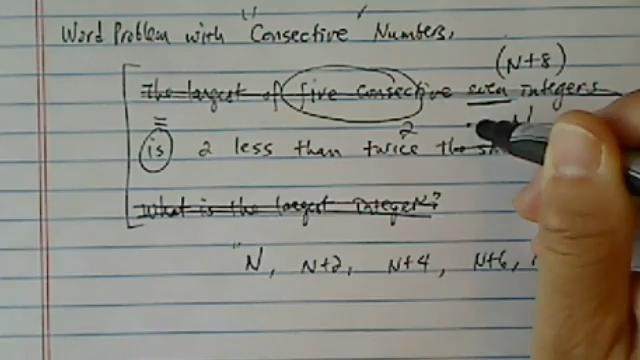 Word Problem with Consective Numbers.
(N+8)
The largest of five consective even integers
=
2
is 2 less than twice the
What is the largest integer?
N, N+2, N+4, N+6,